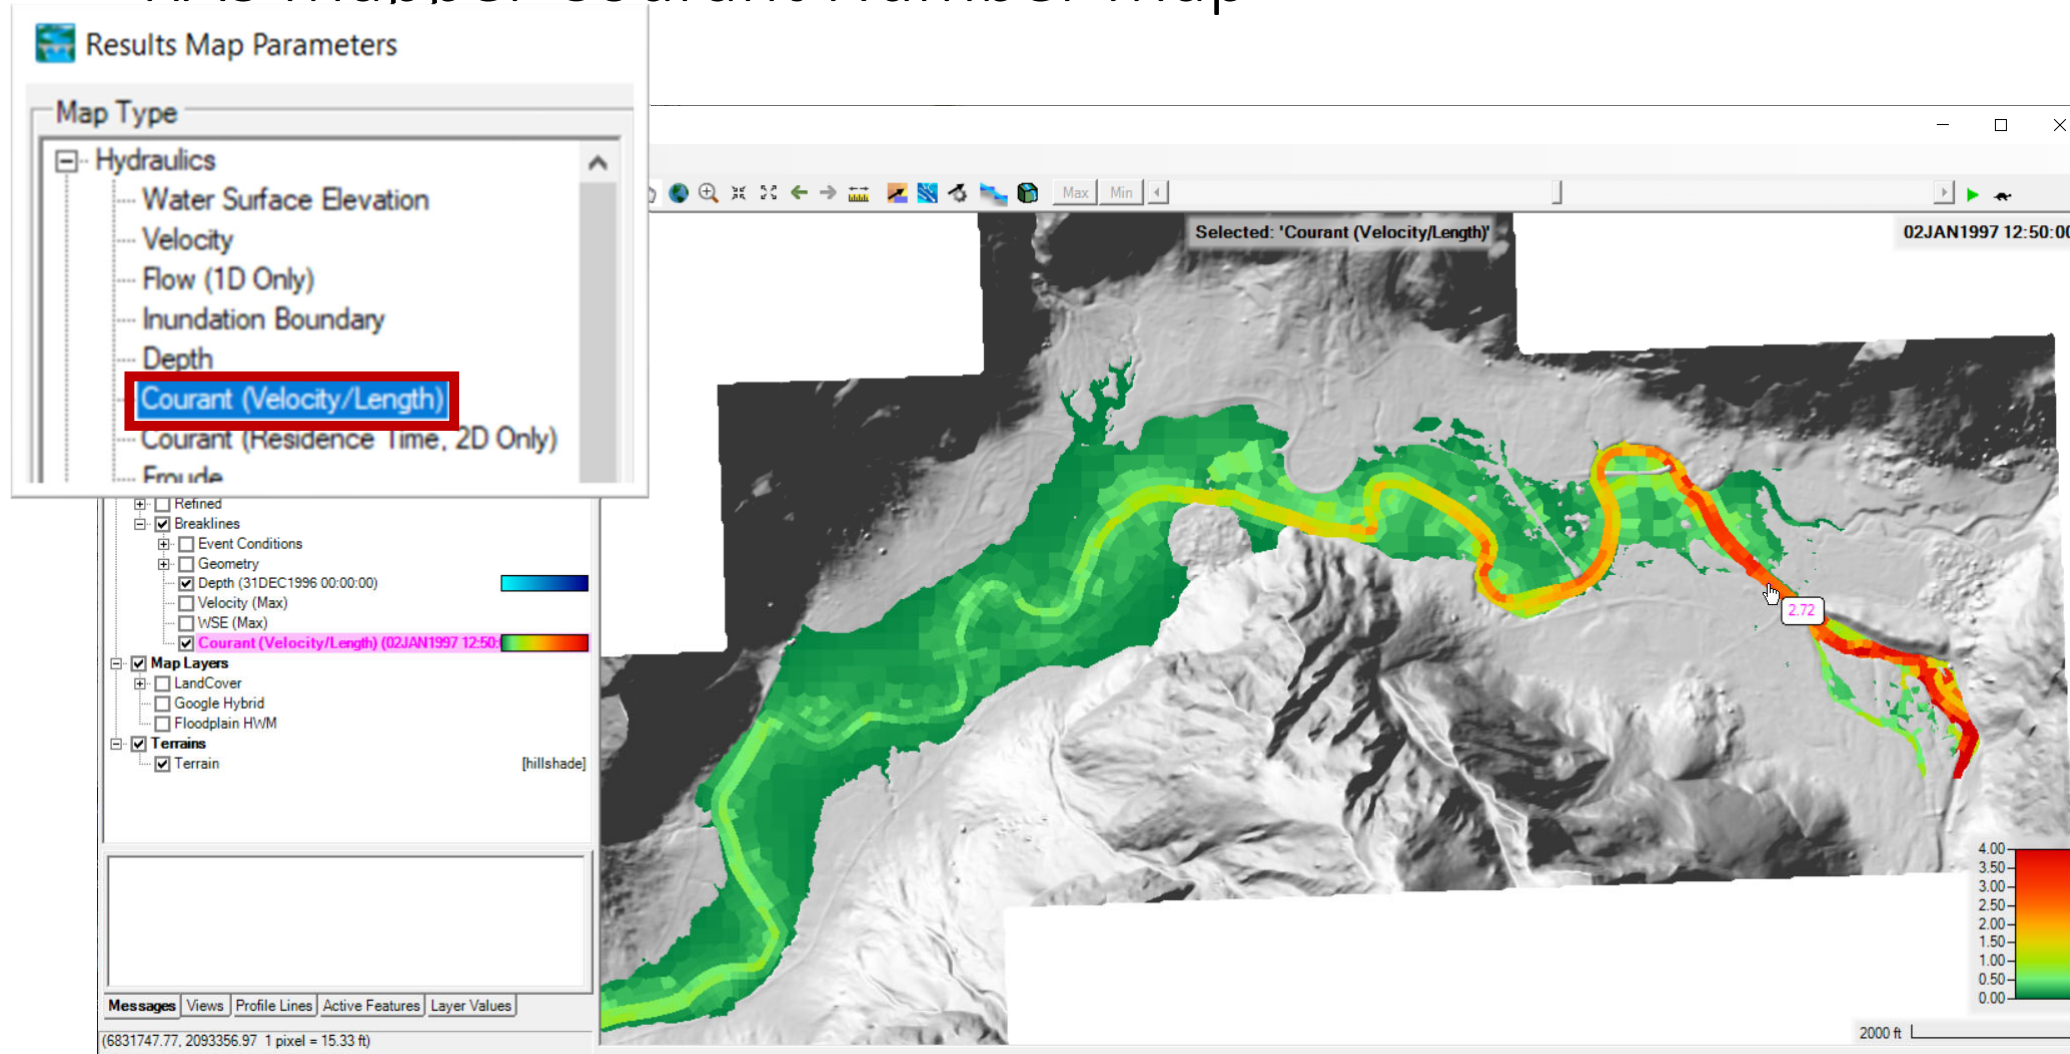 RAS Mapper Courant Number Map
Results Map Parameters
Map Type
Hydraulics
Water Surface Elevation
Velocity
Flow (1D Only)
Inundation Boundary
Depth
Courant (Velocity/Length)
Courant (Residence Time, 2D Only)
Froude
Max
Min
Selected: 'Courant (Velocity/Length)'
02JAN1997 12:50:00
Refined
Breaklines
Event Conditions
Geometry
Depth (31DEC1996 00:00:00)
Velocity (Max)
WSE (Max)
Courant (Velocity/Length) (02JAN1997 12:50:
Map Layers
LandCover
Google Hybrid
Floodplain HWM
Terrains
Terrain
[hillshade]
2.72
4.00
3.50
3.00
2.50
2.00
1.50
1.00
0.50
0.00
2000 ft
Messages
Views
Profile Lines
Active Features
Layer Values
(6831747.77, 2093356.97 1 pixel = 15.33 ft)